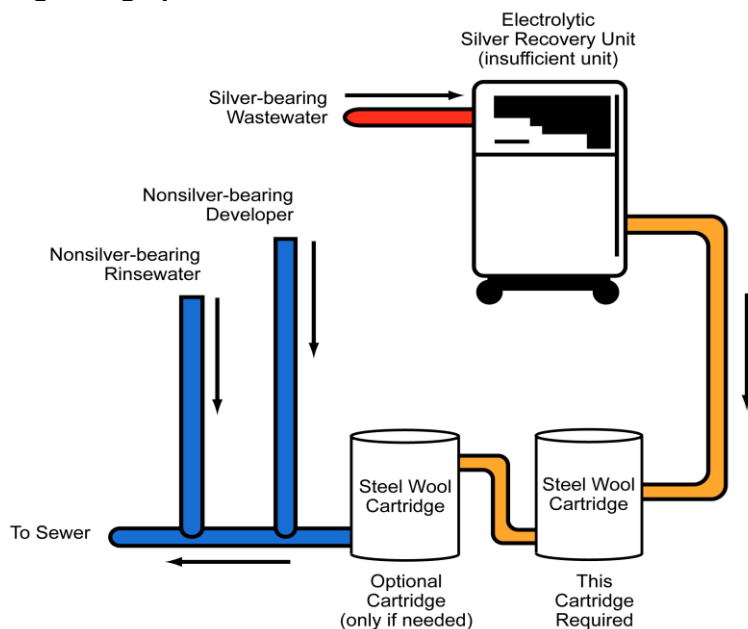 Electrolytic
Silver Recovery Unit
(insufficient unit)
Silver-bearing
Wastewater
Nonsilver-bearing
Developer
Nonsilver-bearing
Rinsewater
Steel Wool
Cartridge
Steel Wool
Cartridge
To Sewer
Optional
Cartridge
(only if needed)
This
Cartridge
Required